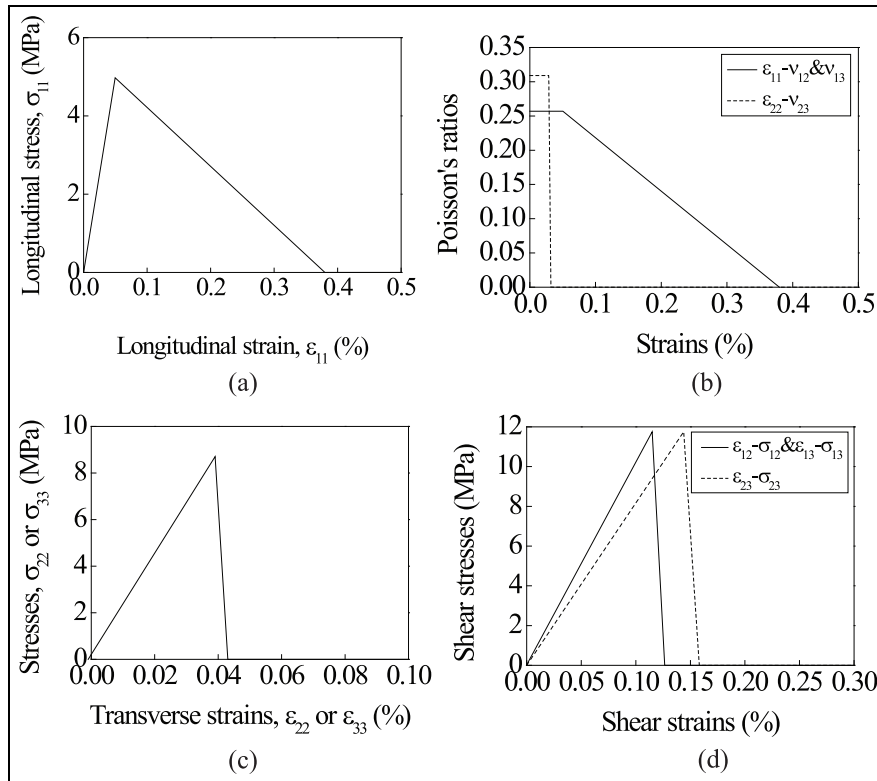 6
4
2
0
0.0 0.1 0.2 0.3 0.4 0.5
Longitudinal stress, σ₁₁ (MPa)
Longitudinal strain, ε₁₁ (%)
(a)
0.35
0.30
0.25
0.20
0.15
0.10
0.05
0.00
0.0 0.1 0.2 0.3 0.4 0.5
Poisson's ratios
ε₁₁-ν₁₂&ν₁₃
ε₂₂-ν₂₃
Strains (%)
(b)
10
8
6
4
2
0
0.00 0.02 0.04 0.06 0.08 0.10
Stresses, σ₂₂ or σ₃₃ (MPa)
Transverse strains, ε₂₂ or ε₃₃ (%)
(c)
12
10
8
6
4
2
0
0.00 0.05 0.10 0.15 0.20 0.25 0.30
Shear stresses (MPa)
ε₁₂-σ₁₂&ε₁₃-σ₁₃
ε₂₃-σ₂₃
Shear strains (%)
(d)